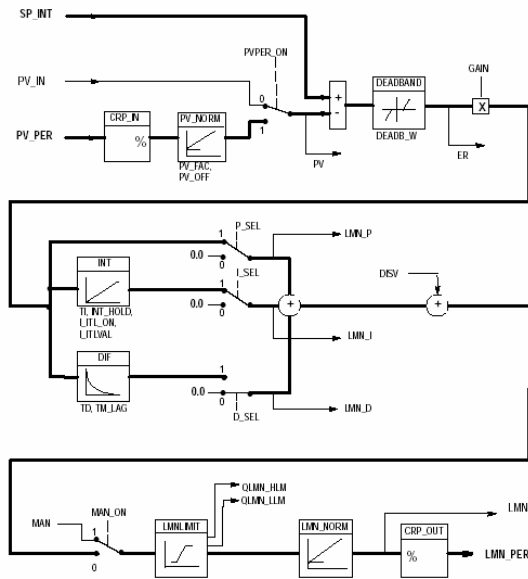 SP_INT
PVPER_ON
GAIN
PV_IN
DEADBAND
0
+
-
X
CRP_IN
PV_NORM
PV_PER
%
1
DEADB_W
PV_FAC,
PV_OFF
PV
ER
1
P_SEL
LMN_P
0.0
0
INT
1
I_SEL
DISV
0.0
0
+
+
TI, INT_HOLD,
I_ITL_ON,
I_ITLVAL
LMN_I
DIF
1
0.0
0
D_SEL
LMN_D
TD, TM_LAG
QLMN_HLM
QLMN_LLM
MAN_ON
LMN
MAN
1
LMNLIMIT
LMN_NORM
CRP_OUT
0
%
LMN_PER